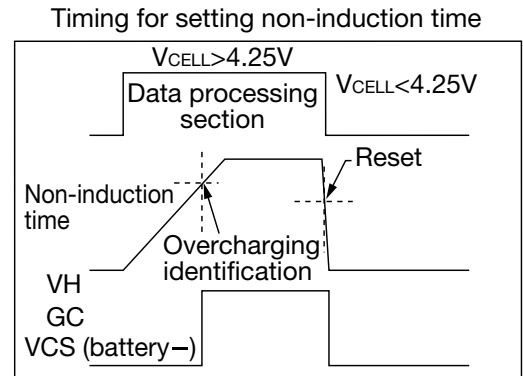 Timing for setting non-induction time
VCELL>4.25V
VCELL<4.25V
Data processing
section
Reset
Non-induction
time
Overcharging
identification
VH
GC
VCS (battery−)